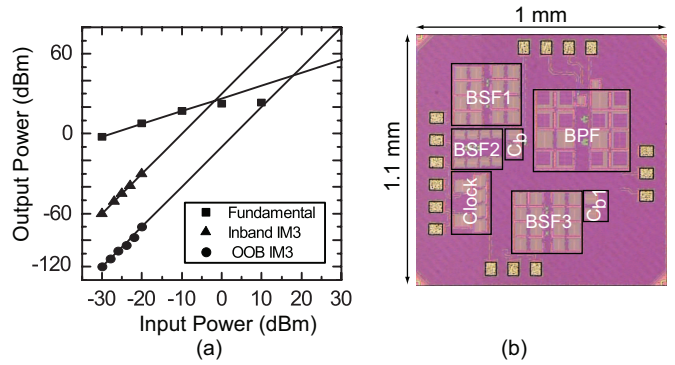 60
0
-60
-120
Output Power (dBm)
Fundamental
Inband IM3
OOB IM3
-30 -20 -10 0 10 20 30
Input Power (dBm)
(a)
1 mm
1.1 mm
BSF1
BPF
BSF2
Cb
Clock
BSF3
Cb1
(b)